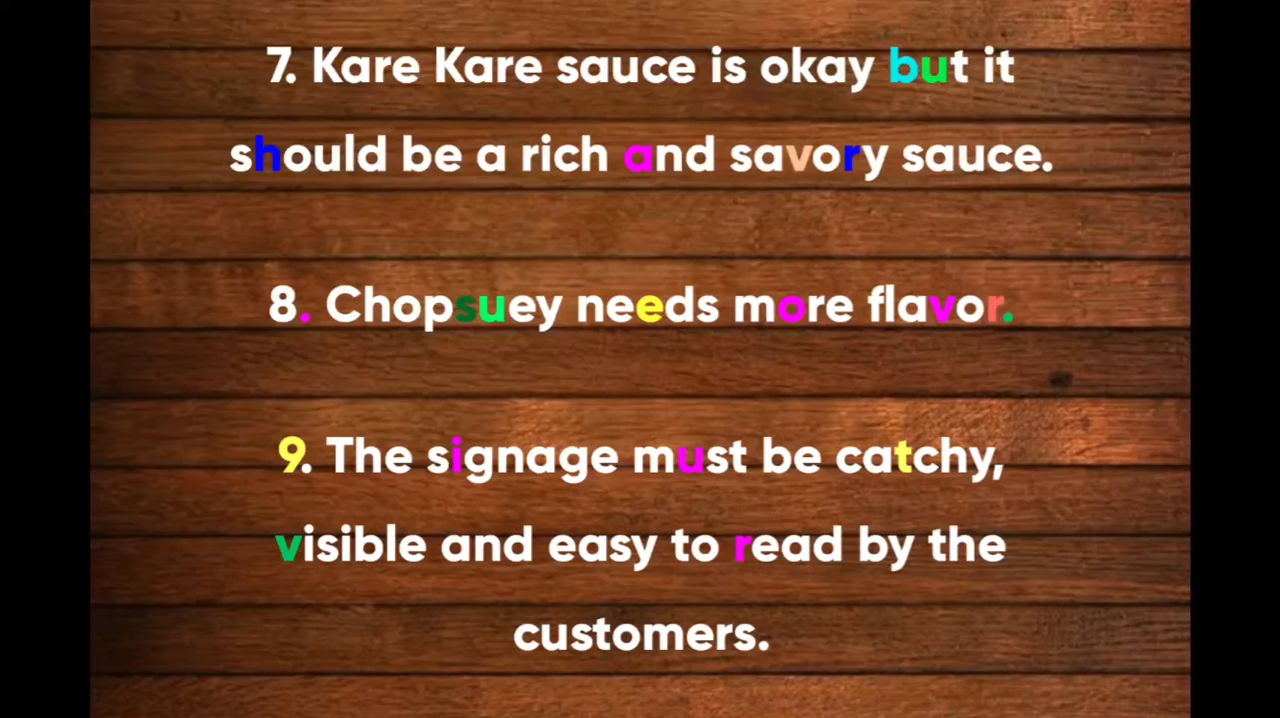 7. Kare Kare sauce is okay but it
should be a rich and savory sauce.
8. Chopsuey needs more flavor.
9. The signage must be catchy,
visible and easy to read by the
customers.